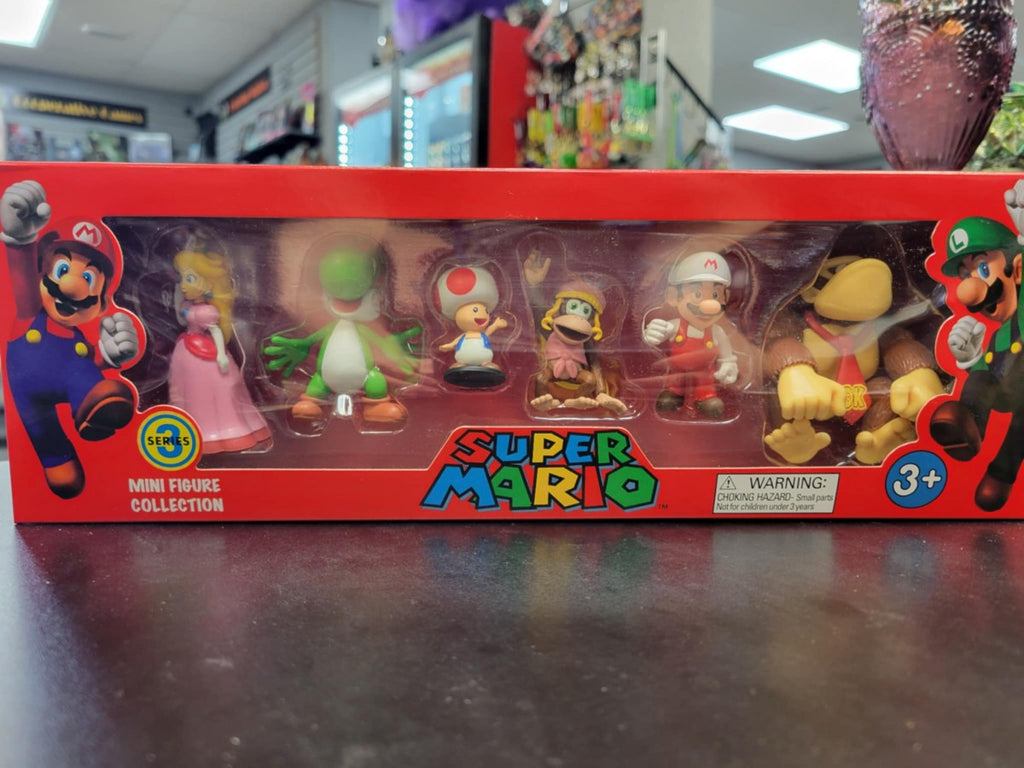 M
L
M
DK
SERIES
3
MINI FIGURE
COLLECTION
SUPER
MARIO
TM
WARNING:
CHOKING HAZARD- Small parts
Not for children under 3 years
3+